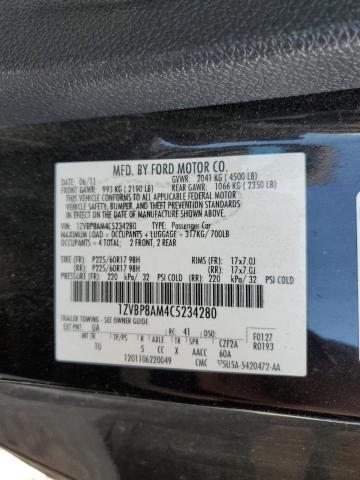 MFD. BY FORD MOTOR CO.
DATE: 06/11 GVWR: 2041 KG ( 4500 LB)
FRONT GAWR: 993 KG ( 2190 LB) REAR GAWR: 1066 KG ( 2350 LB)
THIS VEHICLE CONFORMS TO ALL APPLICABLE FEDERAL MOTOR VEHICLE
SAFETY, BUMPER, AND THEFT PREVENTION STANDARDS IN EFFECT ON THE DATE
OF MANUFACTURE SHOWN ABOVE.
VIN: 1ZVBP8AM4C5234280 TYPE: Passenger Car
MAXIMUM LOAD = OCCUPANTS + LUGGAGE = 317KG/ 700LB
OCCUPANTS = 4 TOTAL: 2 FRONT, 2 REAR
TIRE (FR): P225/60R17 98H RIMS (FR): 17x7.0J
(RR): P225/60R17 98H (RR): 17x7.0J
PRESSURE (FR): 220 kPa/ 32 PSI COLD (RR): 220 kPa/ 32 PSI COLD
1ZVBP8AM4C5234280
TOWING: - SEE OWNER GUIDE
EXT PNT: UA RC: 41 DSO: F0127
INT TR TP/PS R AXLE TR SPR CZF2A R0193
1U 5 CC X AACC 60A
1201106220049 CMC 5U5A-5420472-AA